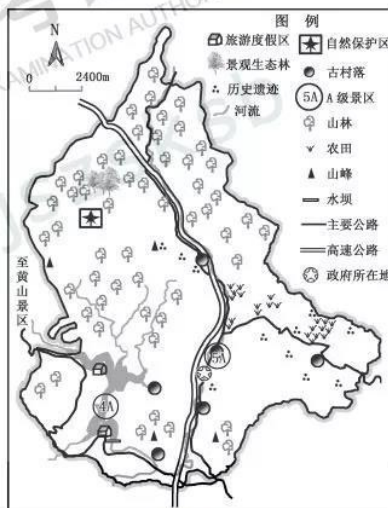 图 例
N
0 2400m
旅游度假区
自然保护区
景观生态林
古村落
历史遗迹
5A A级景区
河流
山林
农田
山峰
水坝
主要公路
高速公路
政府所在地
至黄山景区
5A
4A